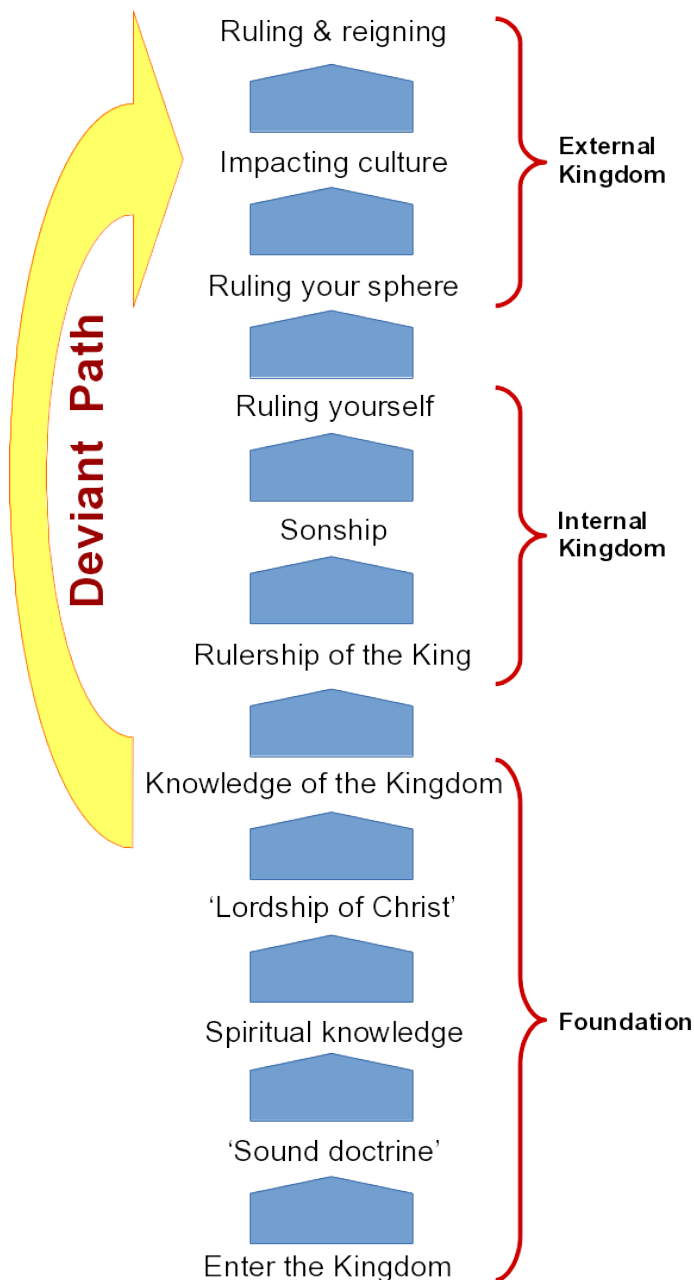 Ruling & reigning
Impacting culture
External
Kingdom
Ruling your sphere
Deviant Path
Ruling yourself
Sonship
Internal
Kingdom
Rulership of the King
Knowledge of the Kingdom
‘Lordship of Christ’
Spiritual knowledge
Foundation
‘Sound doctrine’
Enter the Kingdom